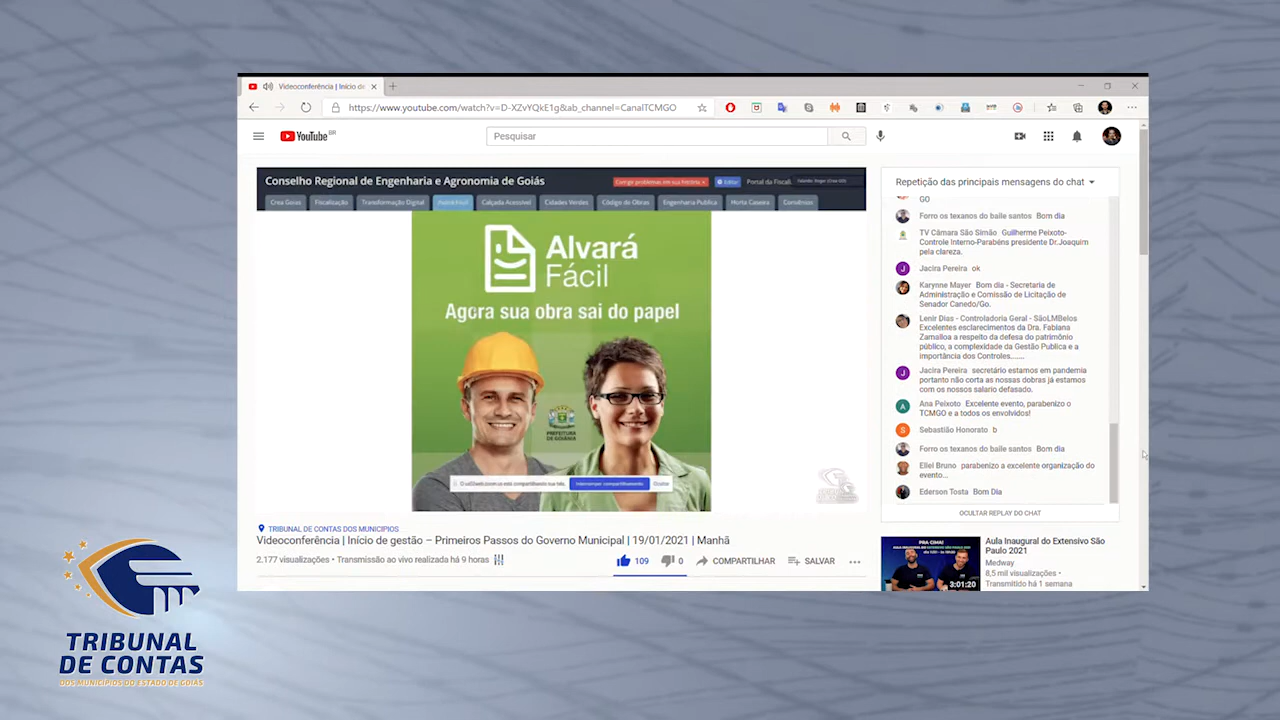 Videoconferência | Início de
https://www.youtube.com/watch?v=D-XZvYQkE1g&ab_channel=CanalTCMGO
YouTube BR
Pesquisar
Conselho Regional de Engenharia e Agronomia de Goiás
Editar
Portal da Fiscali
Crea Goiás
Fiscalização
Transformação Digital
Alvará Fácil
Calçada Acessível
Cidades Verdes
Código de Obras
Engenharia Publica
Horta Caseira
Convênios
Alvará
Fácil
Agora sua obra sai do papel
PREFEITURA
DE GOIÂNIA
Interromper compartilhamento
Ocultar
TRIBUNAL DE CONTAS DOS MUNICIPIOS
Videoconferência | Início de gestão – Primeiros Passos do Governo Municipal | 19/01/2021 | Manhã
2.177 visualizações • Transmissão ao vivo realizada há 9 horas
109
0
COMPARTILHAR
SALVAR
Repetição das principais mensagens do chat
GO
Forro os texanos do baile santos Bom dia
TV Câmara São Simão Guilherme Peixoto-
Controle Interno-Parabéns presidente Dr.Joaquim
pela clareza.
J
Jacira Pereira ok
Karynne Mayer Bom dia - Secretaria de
Administração e Comissão de Licitação de
Senador Canedo/Go.
Lenir Dias - Controladoria Geral - SãoLMBelos
Excelentes esclarecimentos da Dra. Fabiana
Zamalloa a respeito da defesa do patrimônio
público, a complexidade da Gestão Publica e a
importância dos Controles.......
J
Jacira Pereira secretário estamos em pandemia
portanto não corta as nossas dobras já estamos
com os nossos salario defasado.
A
Ana Peixoto Excelente evento, parabenizo o
TCMGO e a todos os envolvidos!
S
Sebastião Honorato b
Forro os texanos do baile santos Bom dia
Ellei Bruno parabenizo a excelente organização do
evento...
Ederson Tosta Bom Dia
OCULTAR REPLAY DO CHAT
PRA CIMA!
3:01:20
Aula Inaugural do Extensivo São
Paulo 2021
Medway
8,5 mil visualizações •
Transmitido há 1 semana
TRIBUNAL
DE CONTAS
DOS MUNICÍPIOS DO ESTADO DE GOIÁS